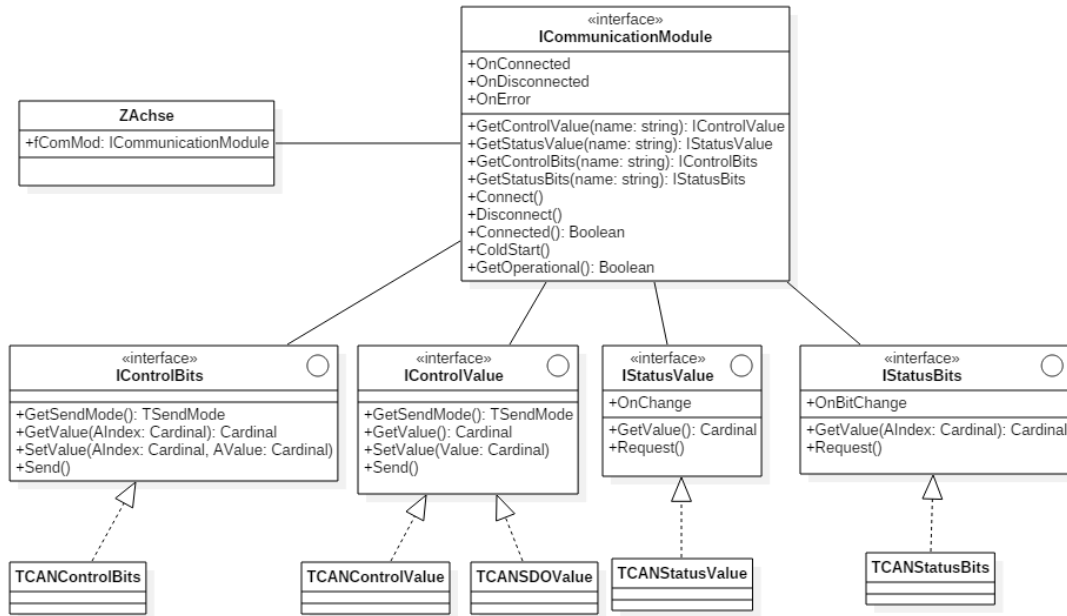 «interface»
ICommunicationModule
+OnConnected
+OnDisconnected
+OnError
+GetControlValue(name: string): IControlValue
+GetStatusValue(name: string): IStatusValue
+GetControlBits(name: string): IControlBits
+GetStatusBits(name: string): IStatusBits
+Connect()
+Disconnect()
+Connected(): Boolean
+ColdStart()
+GetOperational(): Boolean
ZAchse
+fComMod: ICommunicationModule
«interface»
IControlBits
+GetSendMode(): TSendMode
+GetValue(AIndex: Cardinal): Cardinal
+SetValue(AIndex: Cardinal, AValue: Cardinal)
+Send()
«interface»
IControlValue
+GetSendMode(): TSendMode
+GetValue(): Cardinal
+SetValue(Value: Cardinal)
+Send()
«interface»
IStatusValue
+OnChange
+GetValue(): Cardinal
+Request()
«interface»
IStatusBits
+OnBitChange
+GetValue(AIndex: Cardinal): Cardinal
+Request()
TCANControlBits
TCANControlValue
TCANSDOValue
TCANStatusValue
TCANStatusBits